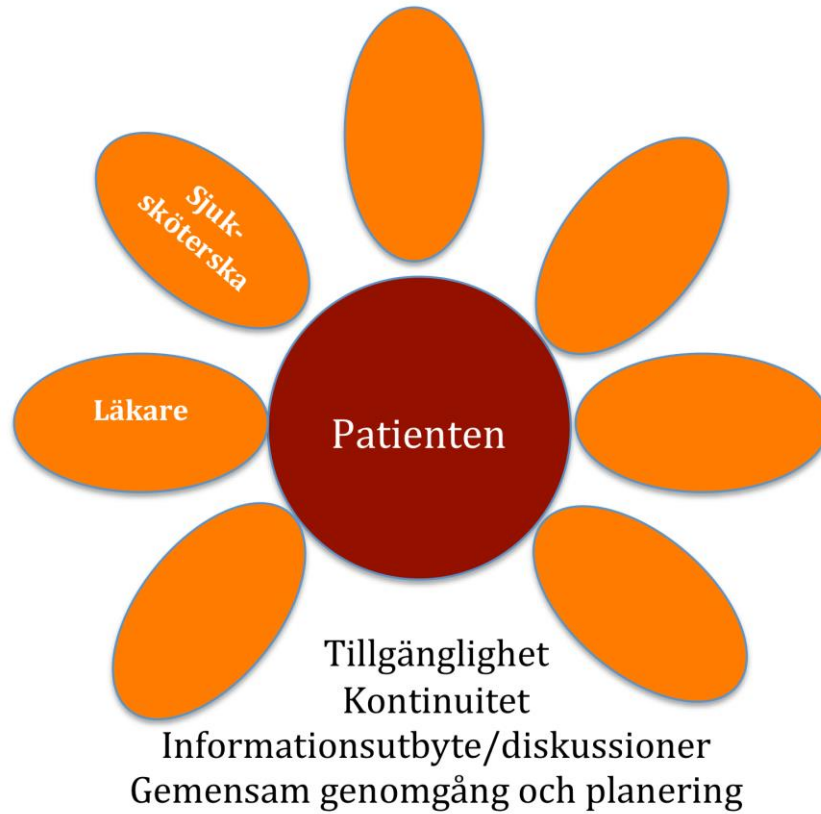 Sjuk-
sköterska
Läkare
Patienten
Tillgänglighet
Kontinuitet
Informationsutbyte/diskussioner
Gemensam genomgång och planering